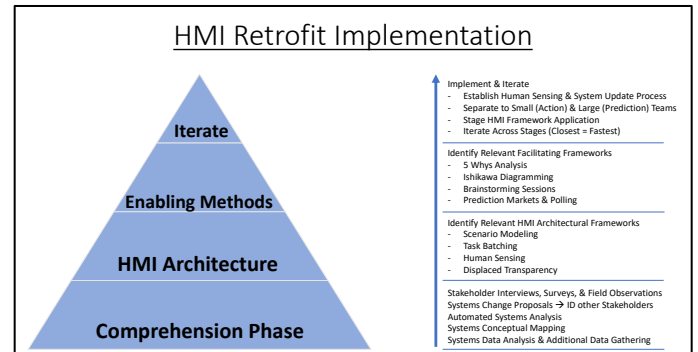 HMI Retrofit Implementation
Iterate
Enabling Methods
HMI Architecture
Comprehension Phase
Implement & Iterate
- Establish Human Sensing & System Update Process
- Separate to Small (Action) & Large (Prediction) Teams
- Stage HMI Framework Application
- Iterate Across Stages (Closest = Fastest)
Identify Relevant Facilitating Frameworks
- 5 Whys Analysis
- Ishikawa Diagramming
- Brainstorming Sessions
- Prediction Markets & Polling
Identify Relevant HMI Architectural Frameworks
- Scenario Modeling
- Task Batching
- Human Sensing
- Displaced Transparency
Stakeholder Interviews, Surveys, & Field Observations
Systems Change Proposals → ID other Stakeholders
Automated Systems Analysis
Systems Conceptual Mapping
Systems Data Analysis & Additional Data Gathering